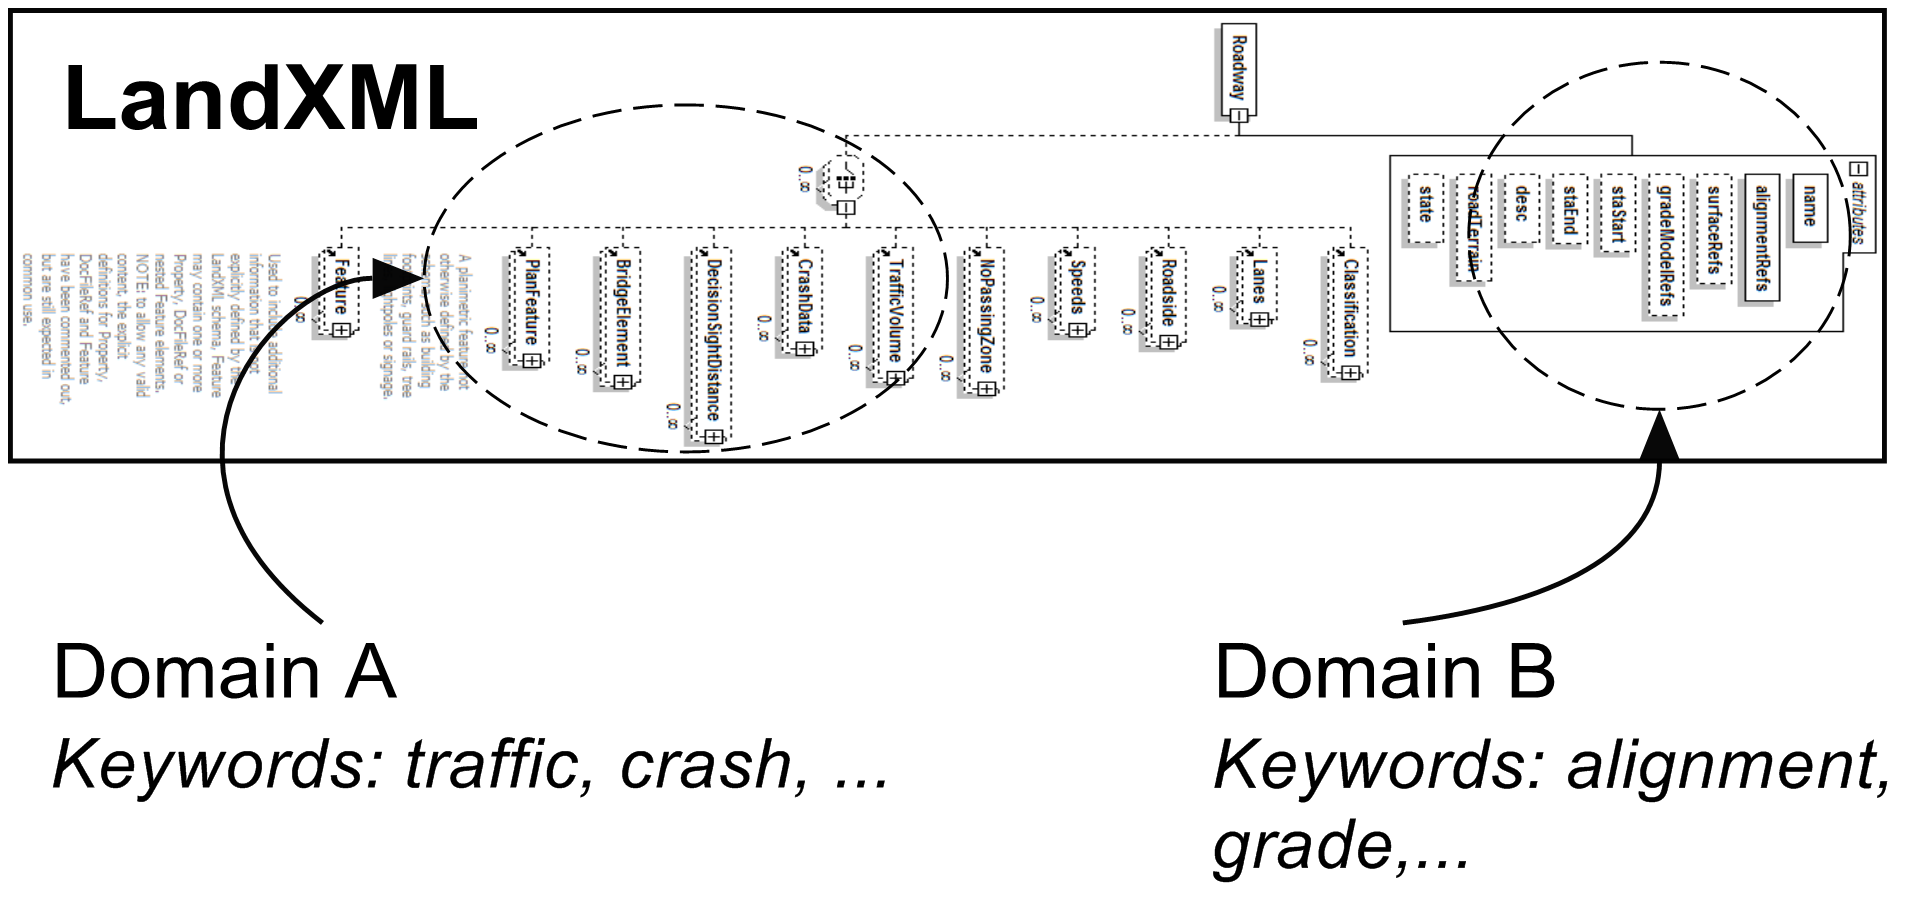 LandXML
Roadway
attributes
name
alignmentRefs
surfaceRefs
gradeModelRefs
staStart
staEnd
desc
roadTerrain
state
0..∞
Classification
0..∞
Lanes
0..∞
Roadside
0..∞
Speeds
0..∞
NoPassingZone
0..∞
TrafficVolume
0..∞
CrashData
0..∞
DecisionSightDistance
0..∞
BridgeElement
0..∞
PlanFeature
0..∞
A planimetric feature not
otherwise defined by the
such as building
guard rails, tree
lightpoles or signage.
Feature
0..∞
Used to include additional
information that is not
explicitly defined by the
LandXML schema, Feature
may contain one or more
Property, DocFileRef or
nested Feature elements.
NOTE: to allow any valid
content, the explicit
definitions for Property,
DocFileRef and Feature
have been commented out,
but are still expected in
common use.
Domain A
Keywords: traffic, crash, ...
Domain B
Keywords: alignment,
grade,...